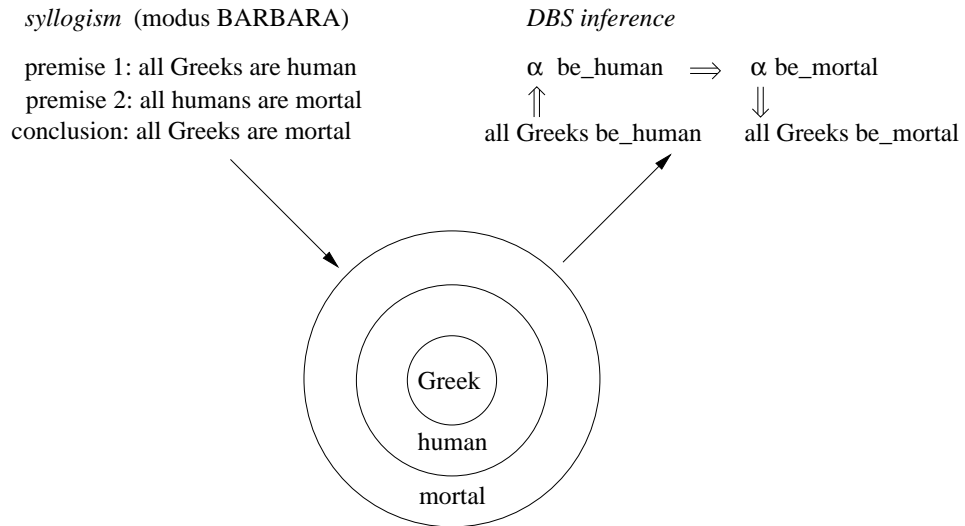 syllogism (modus BARBARA)
premise 1: all Greeks are human
premise 2: all humans are mortal
conclusion: all Greeks are mortal
DBS inference
α be_human ⇒ α be_mortal
⇑ ⇓
all Greeks be_human all Greeks be_mortal
Greek
human
mortal